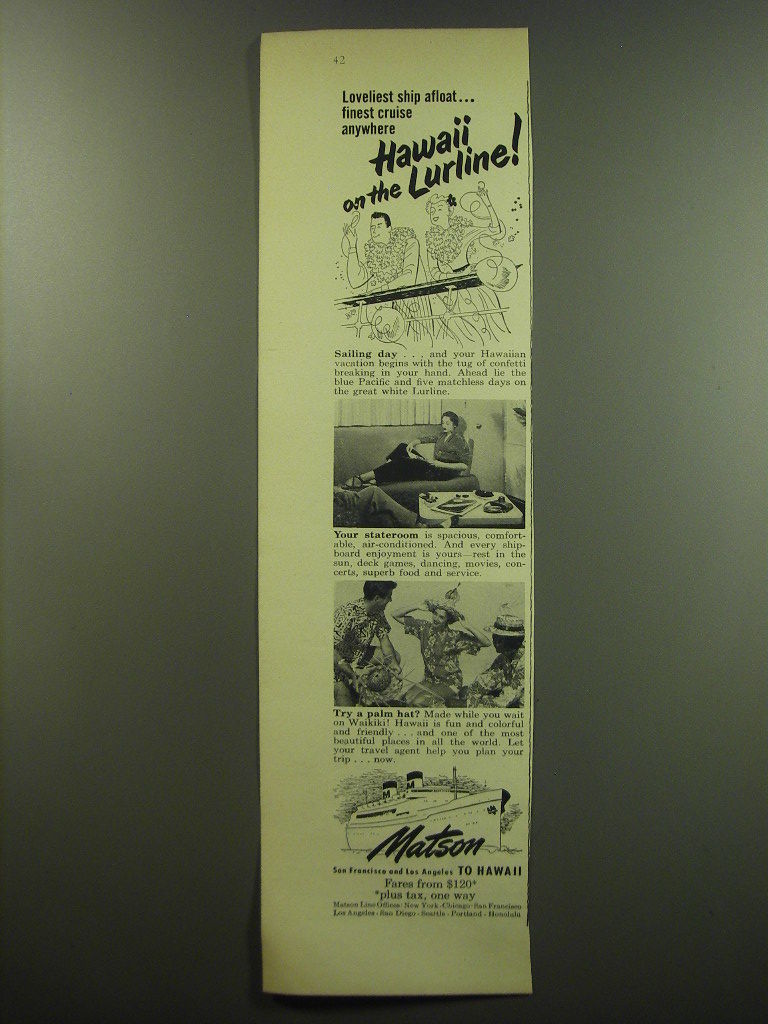 42
Loveliest ship afloat...
finest cruise
anywhere
Hawaii
on the Lurline!
Sailing day . . . and your Hawaiian
vacation begins with the tug of confetti
breaking in your hand. Ahead lie the
blue Pacific and five matchless days on
the great white Lurline.
Your stateroom is spacious, comfort-
able, air-conditioned. And every ship-
board enjoyment is yours—rest in the
sun, deck games, dancing, movies, con-
certs, superb food and service.
Try a palm hat? Made while you wait
on Waikiki! Hawaii is fun and colorful
and friendly . . . and one of the most
beautiful places in all the world. Let
your travel agent help you plan your
trip . . . now.
M M
Matson
San Francisco and Los Angeles TO HAWAII
Fares from $120*
*plus tax, one way
Matson Line Offices: New York · Chicago · San Francisco
Los Angeles · San Diego · Seattle · Portland · Honolulu